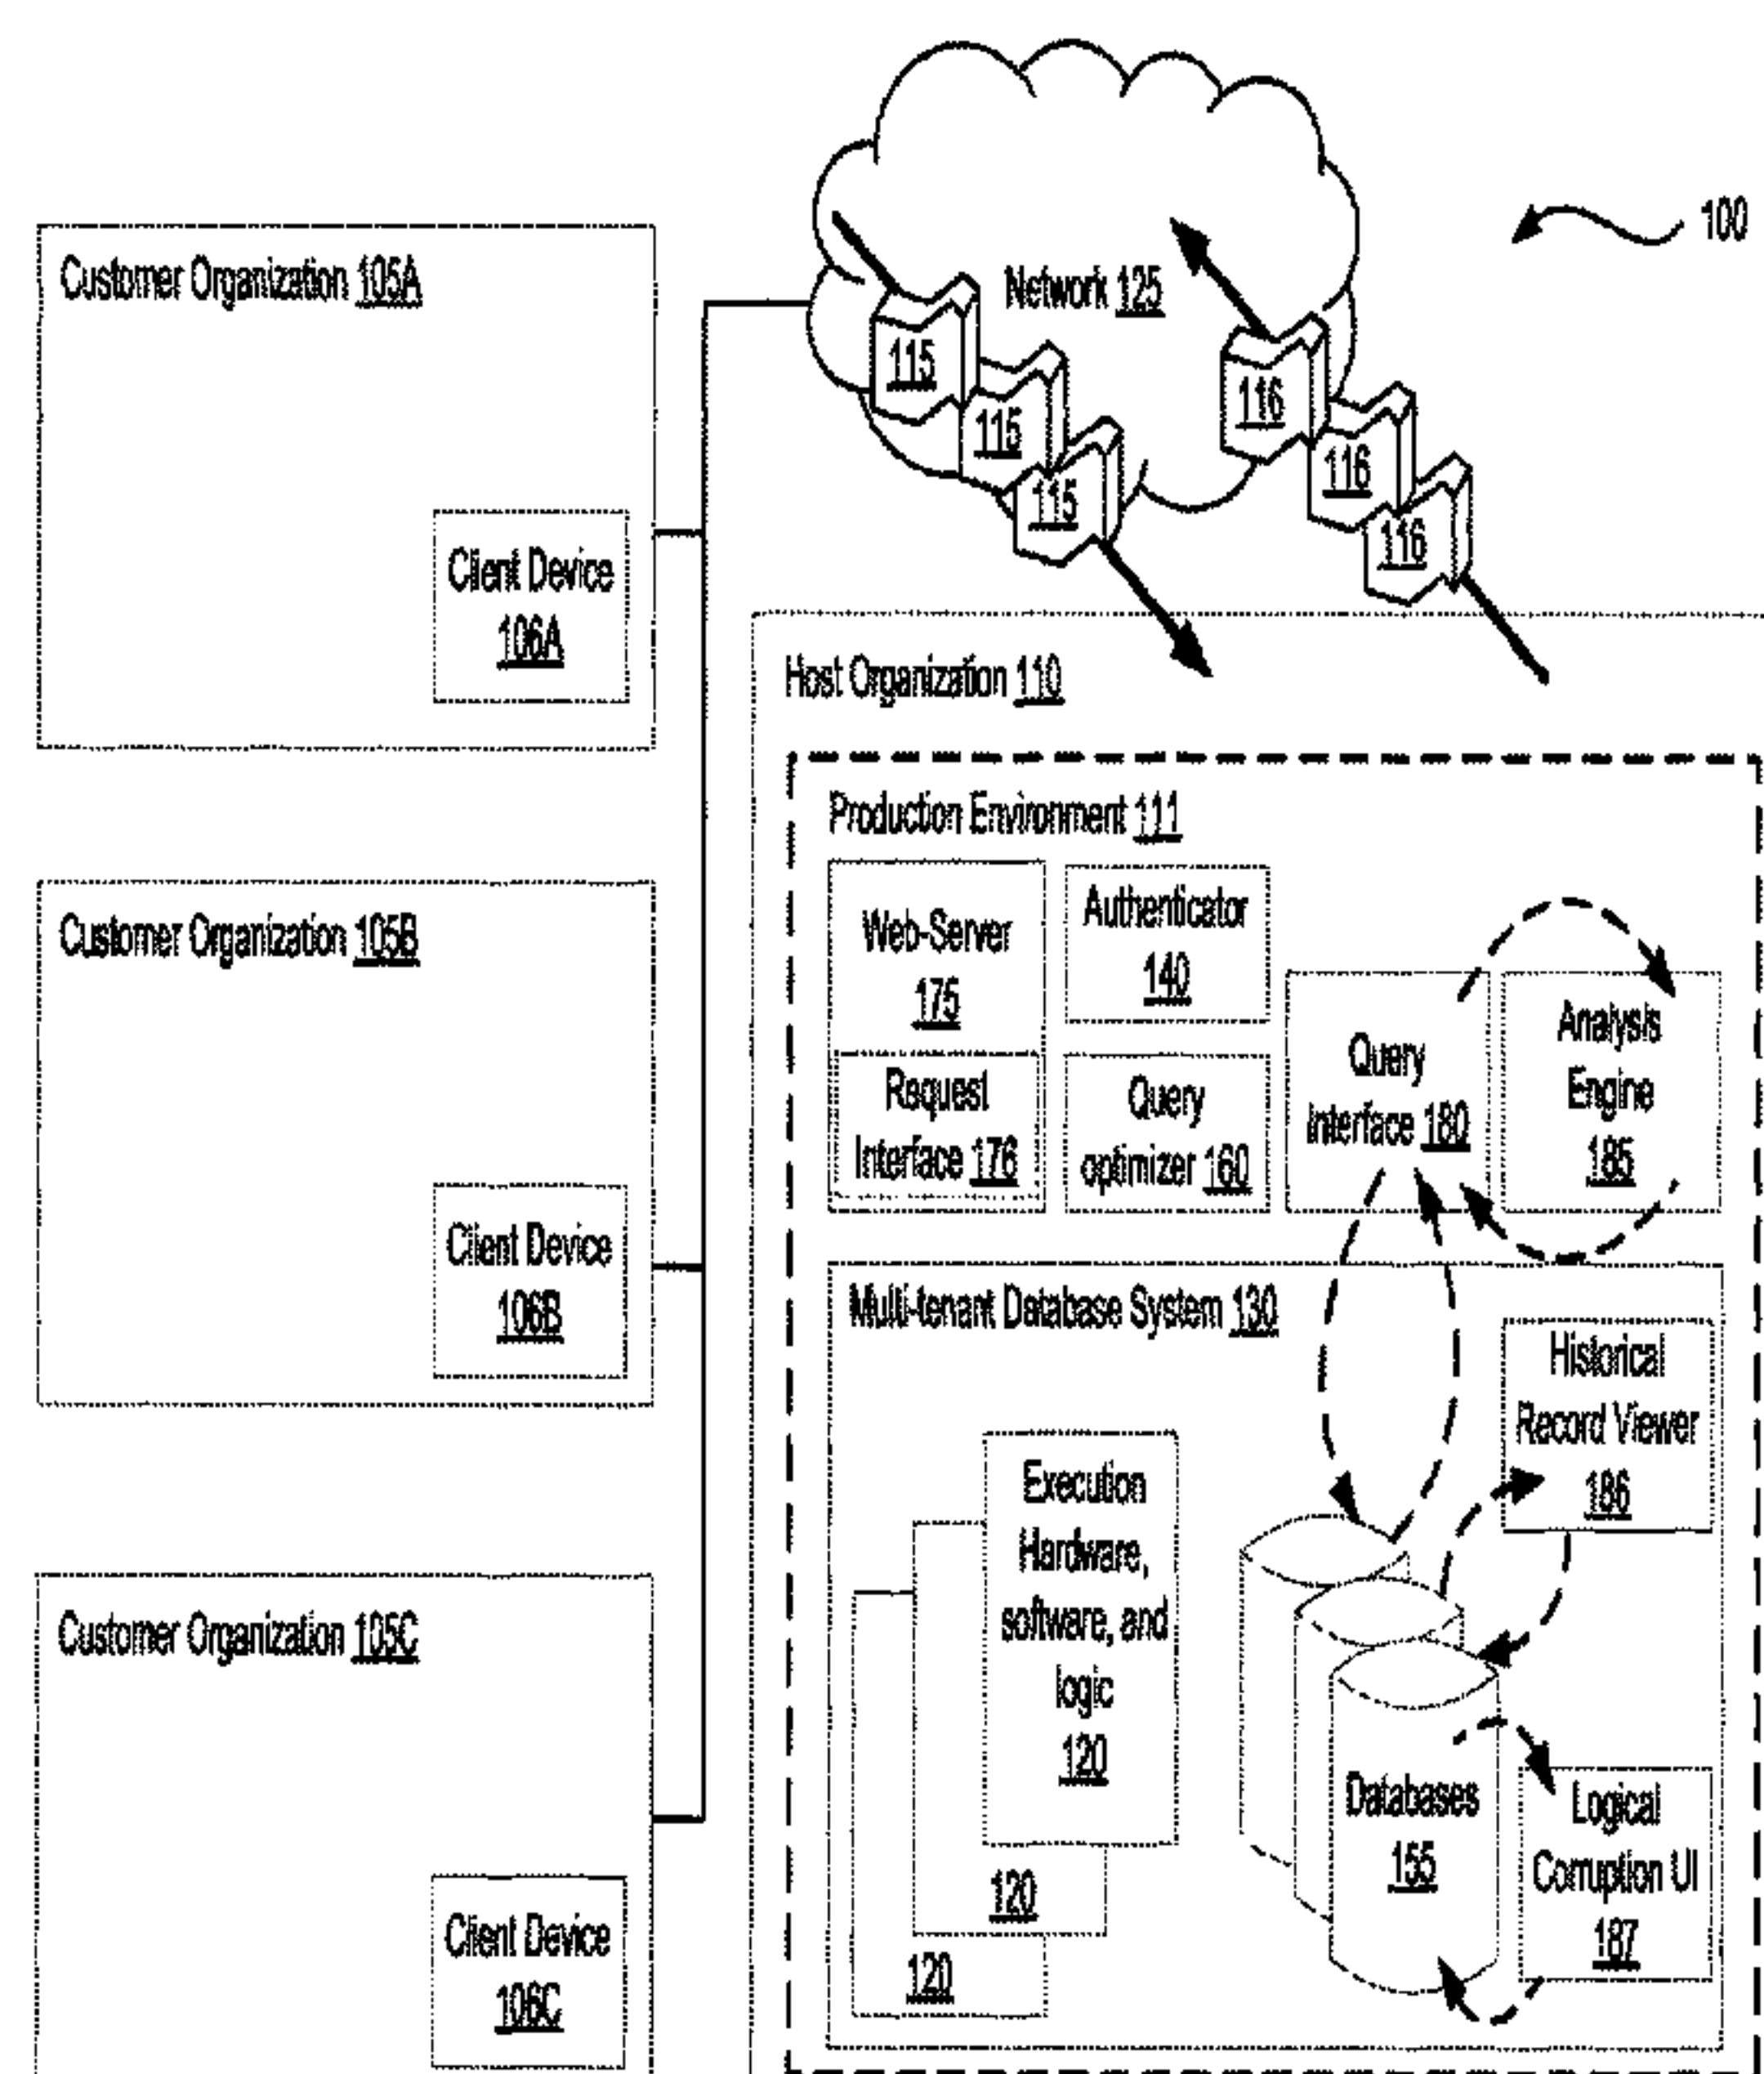 100
Network 125
115
115
115
116
116
116
Customer Organization 105A
Client Device
106A
Customer Organization 105B
Client Device
106B
Customer Organization 105C
Client Device
106C
Host Organization 110
Production Environment 111
Web-Server
175
Request
Interface 176
Authenticator
140
Query
optimizer 160
Query
Interface 180
Analysis
Engine
185
Multi-tenant Database System 130
Execution
Hardware,
software, and
logic
120
120
120
Databases
155
Historical
Record Viewer
186
Logical
Corruption UI
187